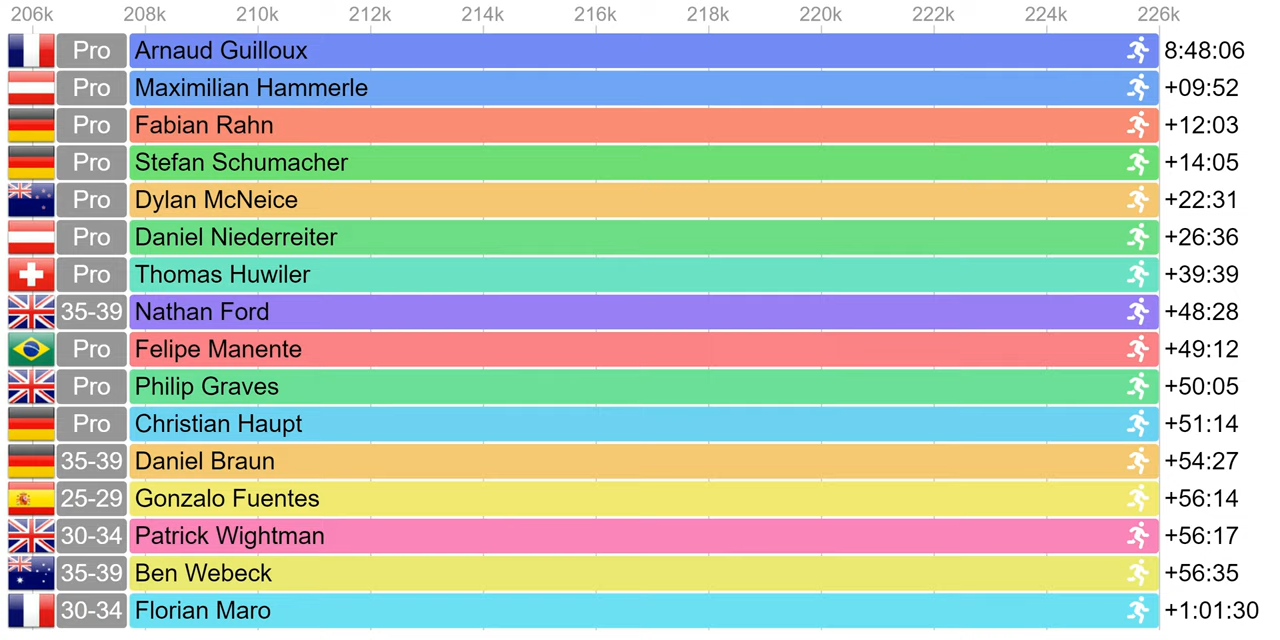 206k 208k 210k 212k 214k 216k 218k 220k 222k 224k 226k
Pro Arnaud Guilloux 8:48:06
Pro Maximilian Hammerle +09:52
Pro Fabian Rahn +12:03
Pro Stefan Schumacher +14:05
Pro Dylan McNeice +22:31
Pro Daniel Niederreiter +26:36
Pro Thomas Huwiler +39:39
35-39 Nathan Ford +48:28
Pro Felipe Manente +49:12
Pro Philip Graves +50:05
Pro Christian Haupt +51:14
35-39 Daniel Braun +54:27
25-29 Gonzalo Fuentes +56:14
30-34 Patrick Wightman +56:17
35-39 Ben Webeck +56:35
30-34 Florian Maro +1:01:30